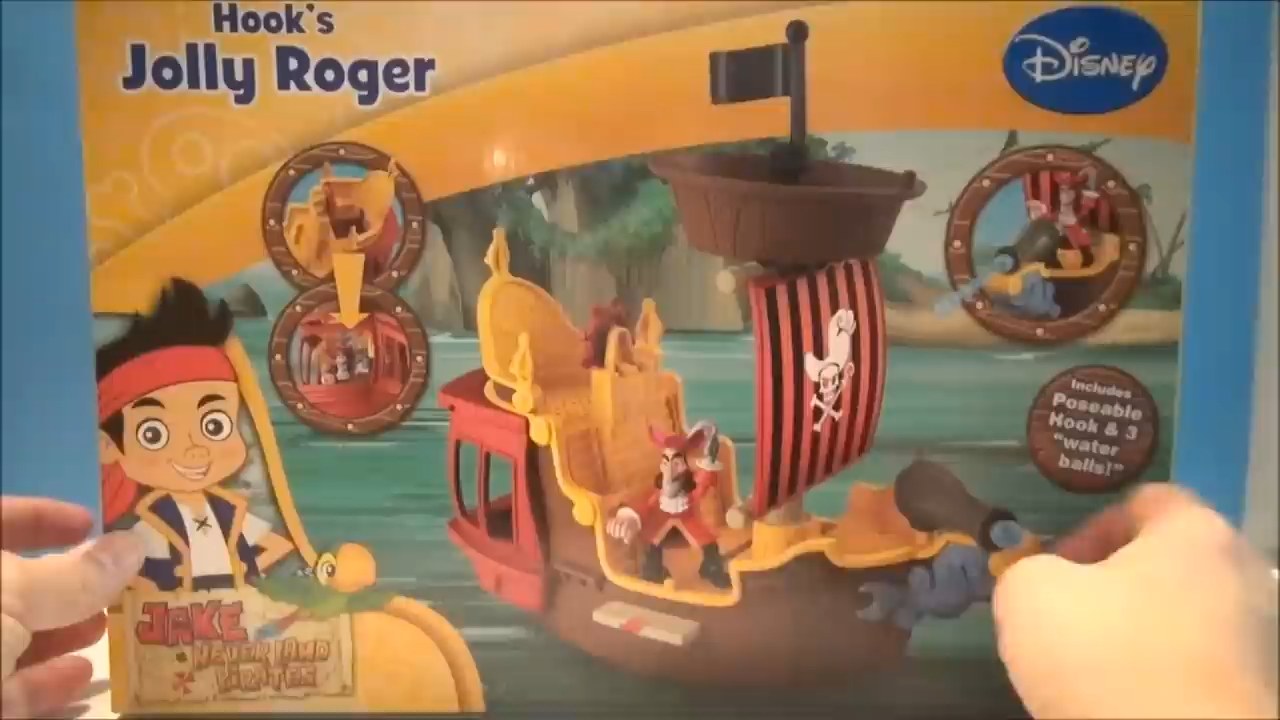 Hook's
Jolly Roger
Disney
Includes
Poseable
Hook & 3
"water
balls!"
JAKE
NEVER LAND
PIRATES